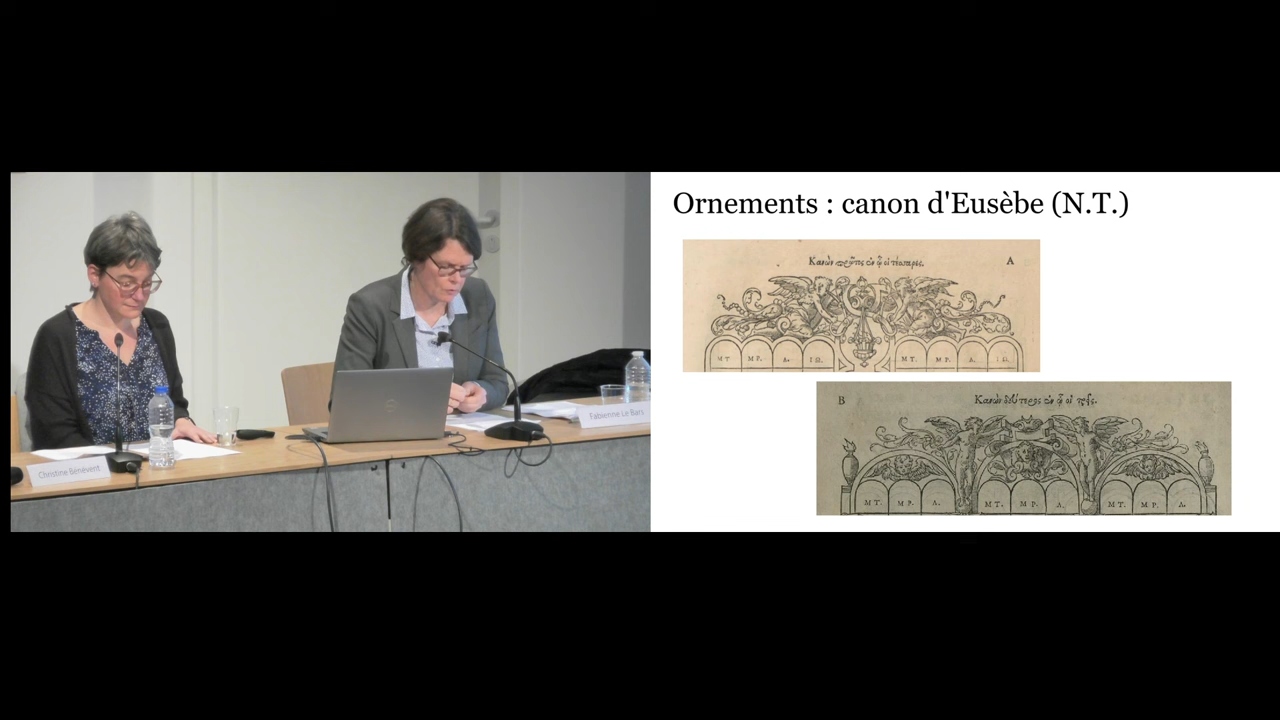 Ornements : canon d'Eusèbe (N.T.)
A
ΜΤ ΜΡ. Λ. ΙΩ. ΜΤ. ΜΡ. Λ. ΙΩ.
B
ΜΤ. ΜΡ. Λ. ΜΤ. ΜΡ. Λ. ΜΤ. ΜΡ. Λ.
Christine Bénévent
Fabienne Le Bars
DELL